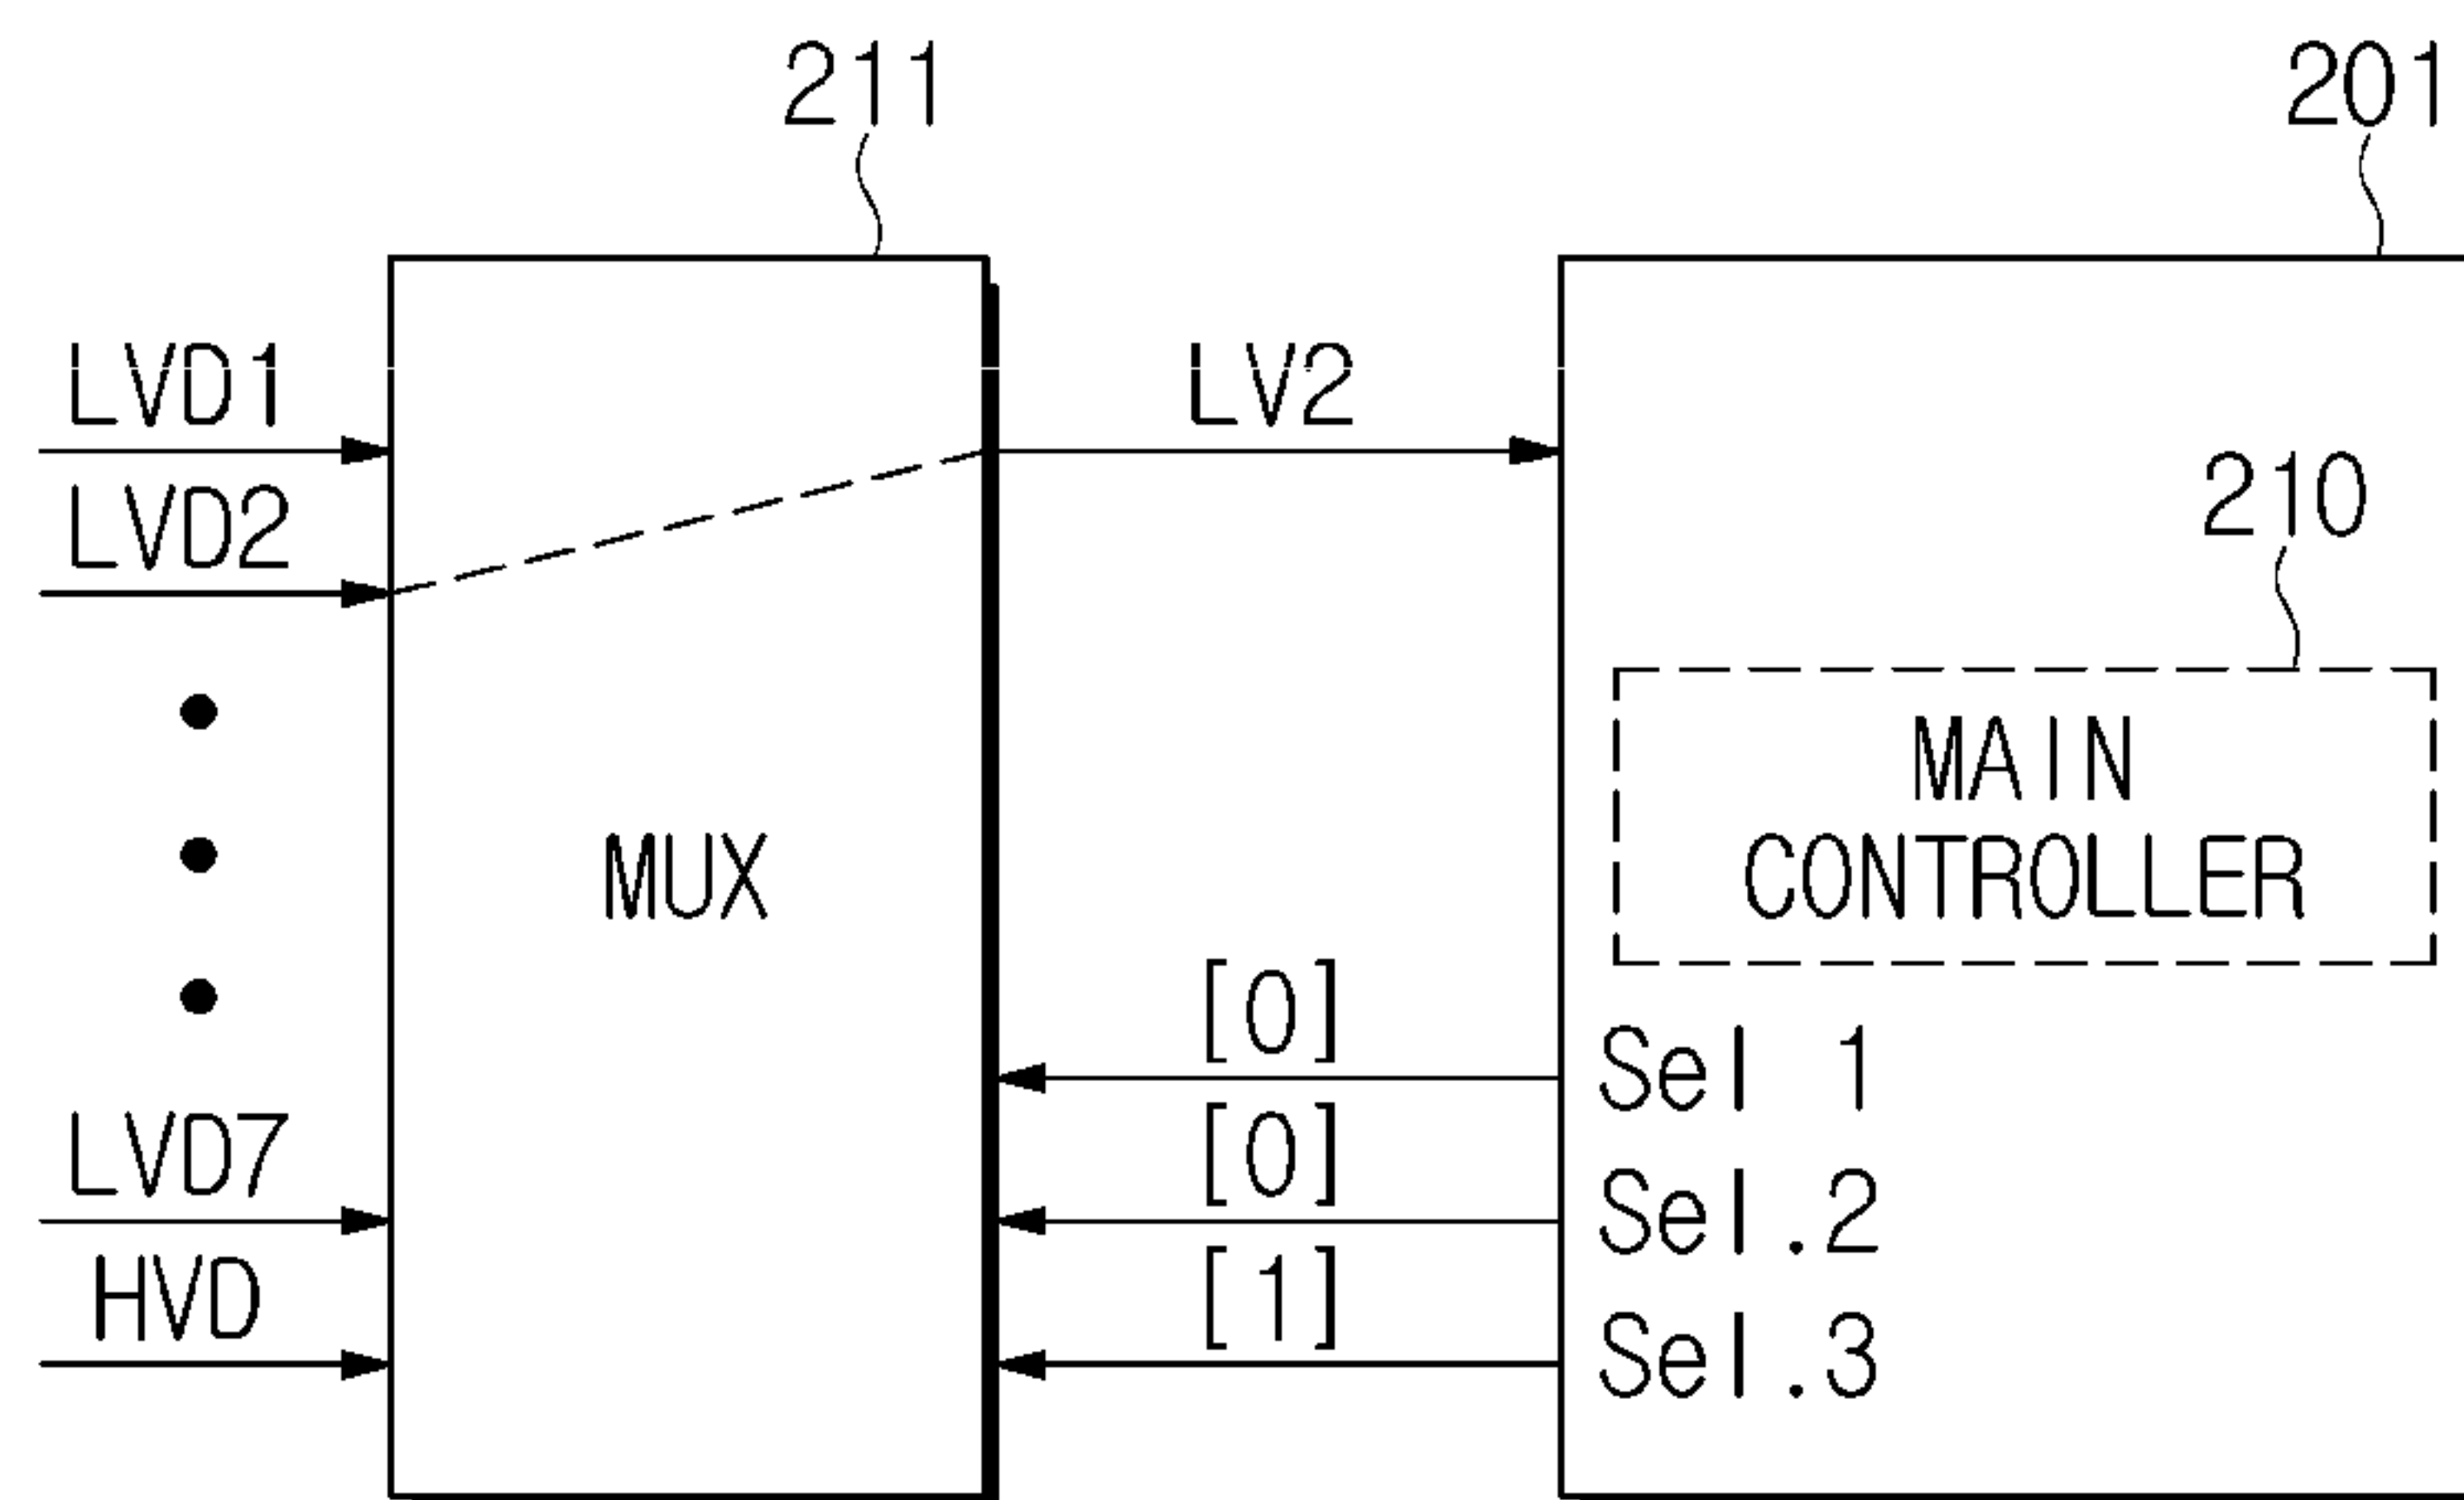 211
201
LVD1
LV2
LVD2
210
MAIN
CONTROLLER
MUX
[0]
Sel 1
LVD7
[0]
Sel.2
HVD
[1]
Sel.3